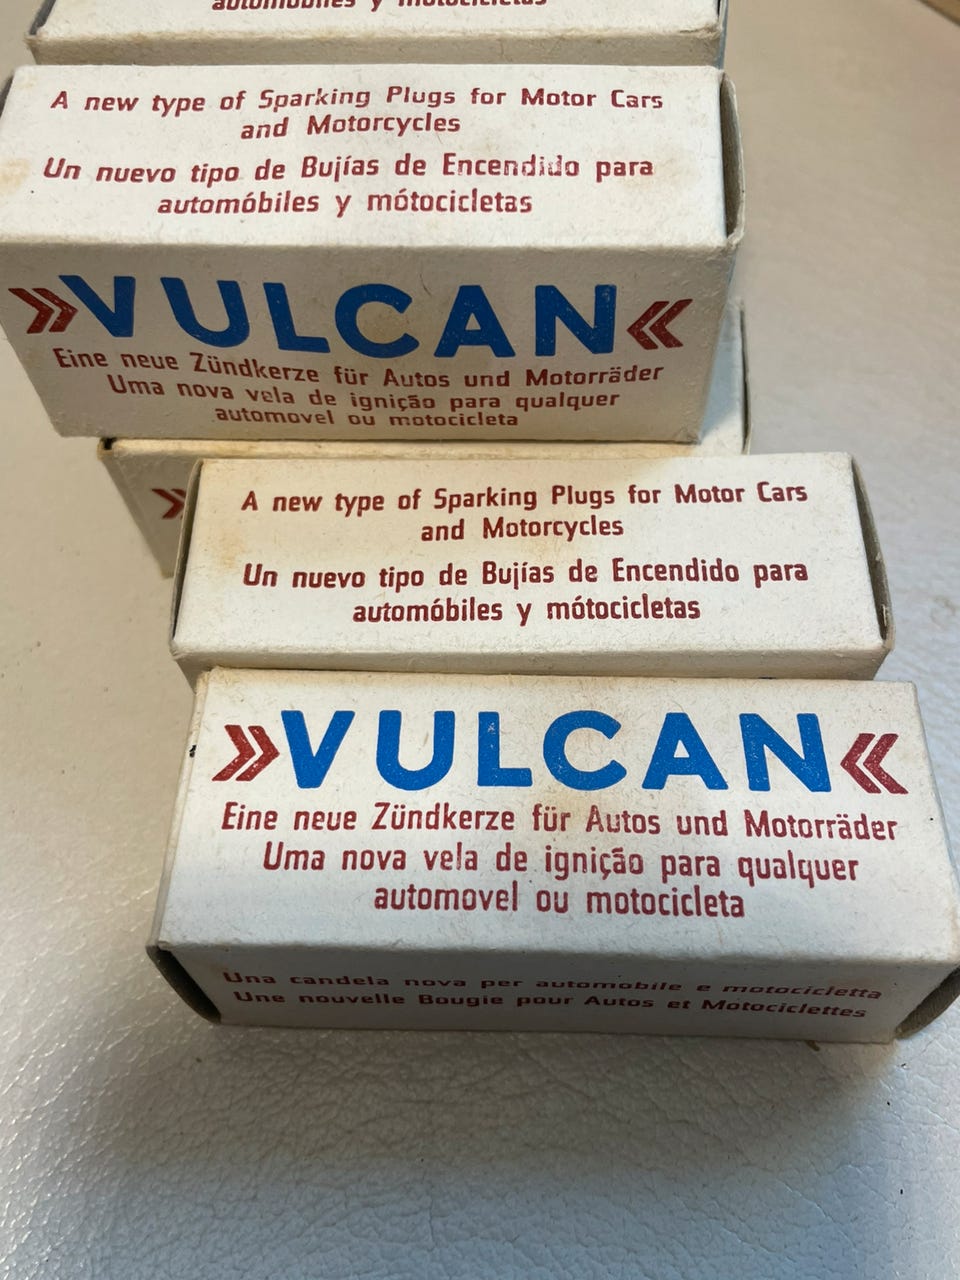 automóbiles y mótocicletas
A new type of Sparking Plugs for Motor Cars
and Motorcycles
Un nuevo tipo de Bujías de Encendido para
automóbiles y mótocicletas
»VULCAN«
Eine neue Zündkerze für Autos und Motorräder
Uma nova vela de ignição para qualquer
automovel ou motocicleta
»
A new type of Sparking Plugs for Motor Cars
and Motorcycles
Un nuevo tipo de Bujías de Encendido para
automóbiles y mótocicletas
»VULCAN«
Eine neue Zündkerze für Autos und Motorräder
Uma nova vela de ignição para qualquer
automovel ou motocicleta
Una candela nova per automobile e motocicletta
Une nouvelle Bougie pour Autos et Motociclettes